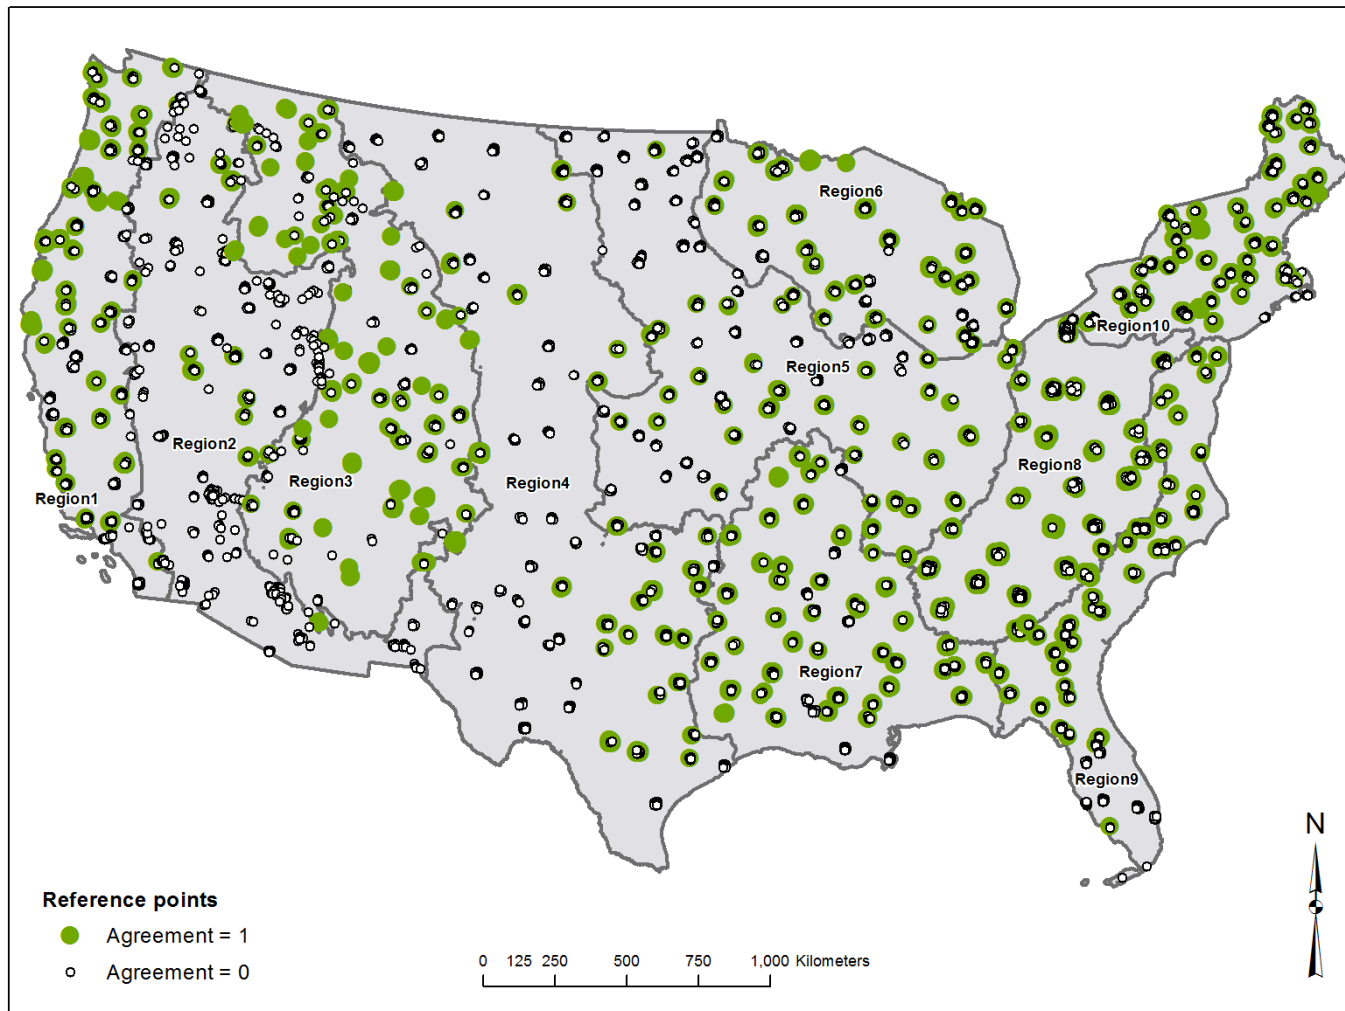 Region6
Region10
Region5
Region2
Region8
Region3
Region4
Region1
Region7
Region9
N
Reference points
Agreement = 1
Agreement = 0
0 125 250 500 750 1,000 Kilometers